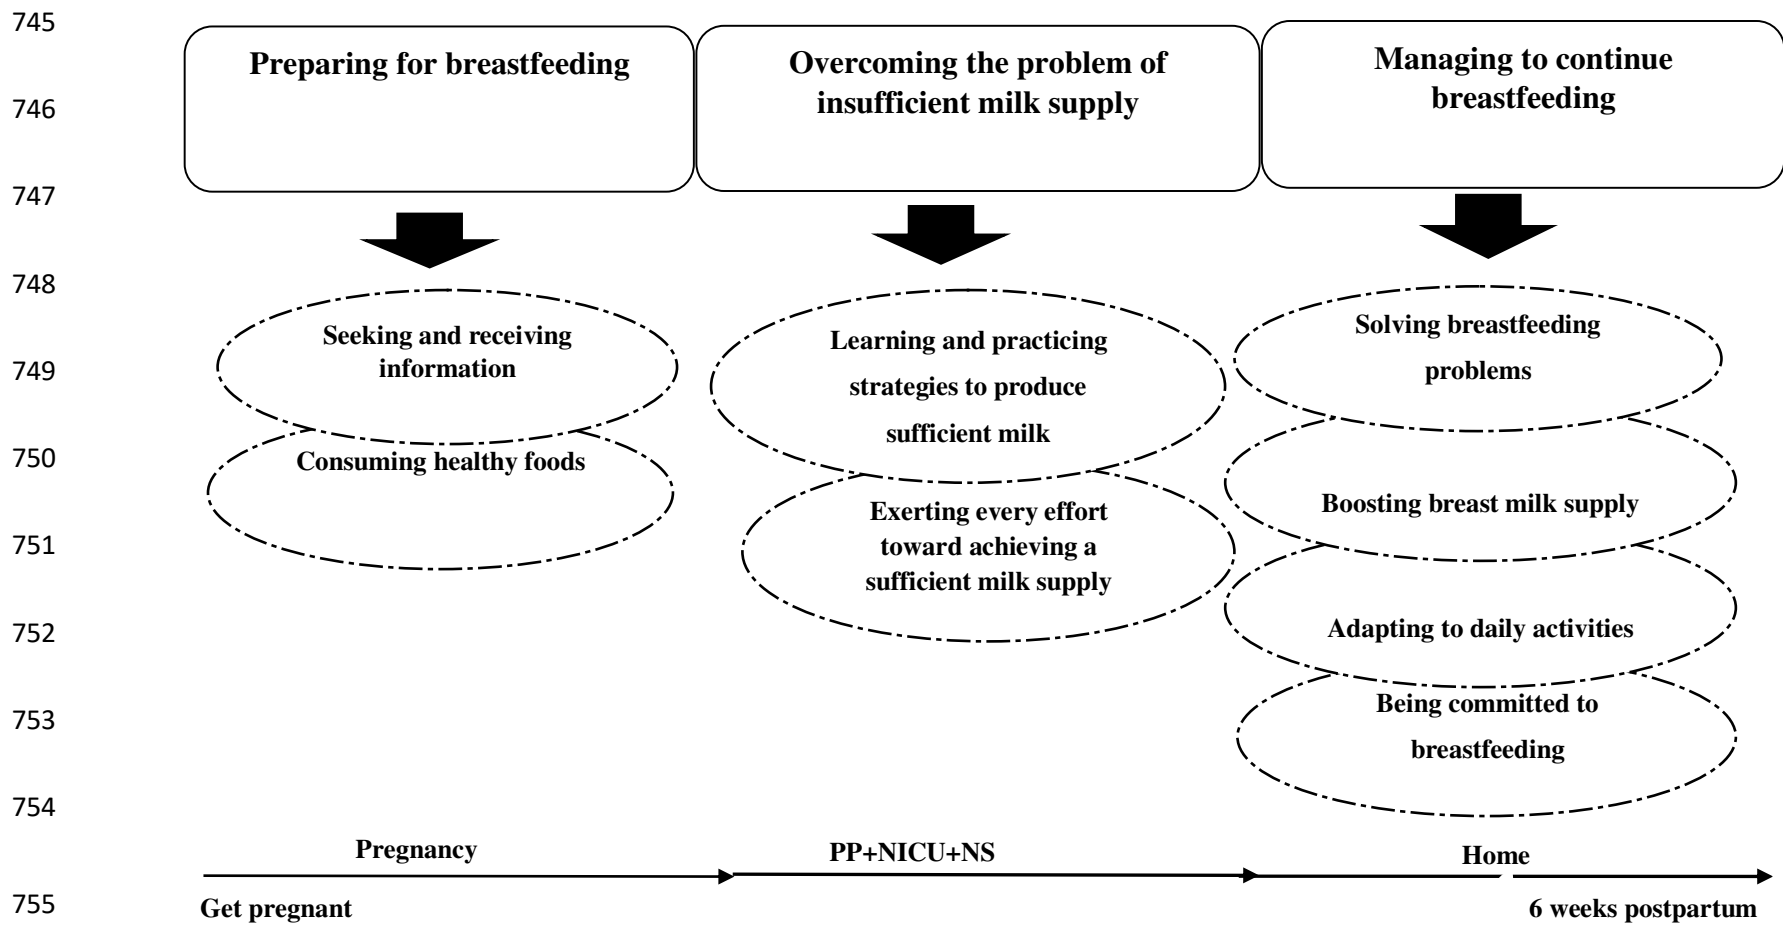 745
746
747
748
749
750
751
752
753
754
755
Preparing for breastfeeding
Overcoming the problem of
insufficient milk supply
Managing to continue
breastfeeding
Seeking and receiving
information
Consuming healthy foods
Learning and practicing
strategies to produce
sufficient milk
Exerting every effort
toward achieving a
sufficient milk supply
Solving breastfeeding
problems
Boosting breast milk supply
Adapting to daily activities
Being committed to
breastfeeding
Pregnancy
PP+NICU+NS
Home
Get pregnant
6 weeks postpartum